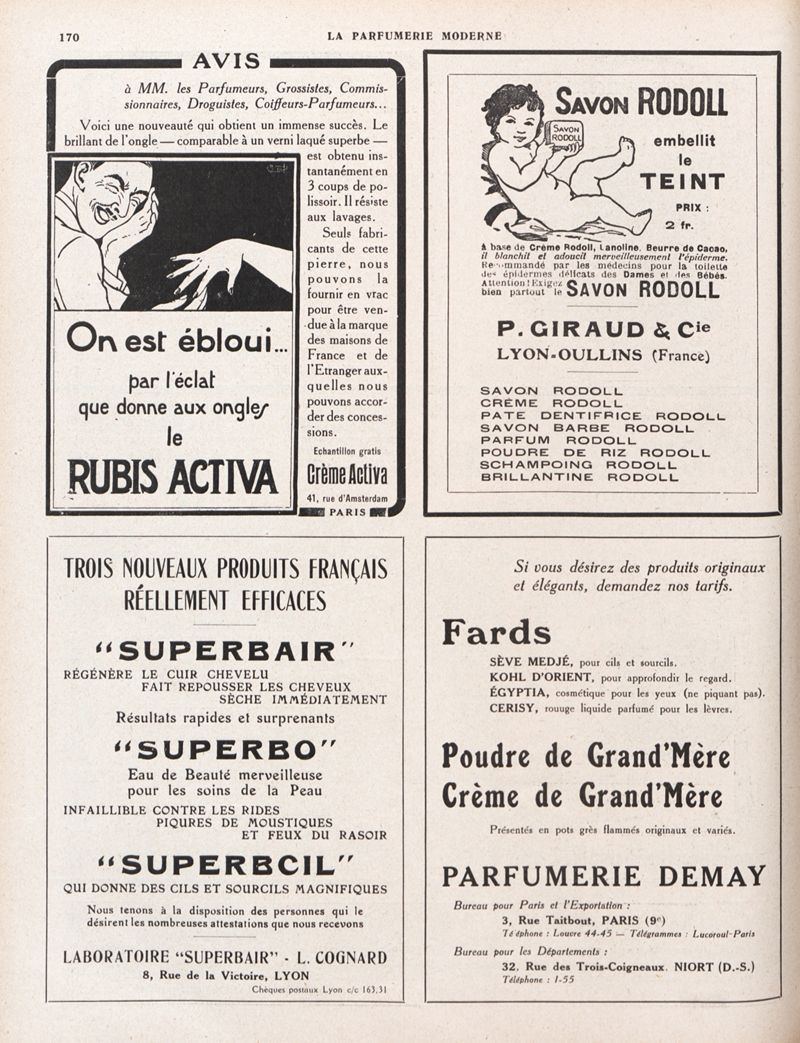 170
LA PARFUMERIE MODERNE
AVIS
à MM. les Parfumeurs, Grossistes, Commis-
sionnaires, Droguistes, Coiffeurs-Parfumeurs...
Voici une nouveauté qui obtient un immense succès. Le
brillant de l'ongle — comparable à un verni laqué superbe —
est obtenu ins-
tantanément en
3 coups de po-
lissoir. Il résiste
aux lavages.
Seuls fabri-
cants de cette
pierre, nous
pouvons la
fournir en vrac
pour être ven-
due à la marque
des maisons de
France et de
l'Etranger aux-
quelles nous
pouvons accor-
der des conces-
sions.
Echantillon gratis
Crème Activa
41, rue d'Amsterdam
PARIS
On est ébloui...
par l'éclat
que donne aux ongles
le
RUBIS ACTIVA
SAVON RODOLL
SAVON
RODOLL
embellit
le
TEINT
PRIX :
2 fr.
A base de Crème Rodoll, Lanoline, Beurre de Cacao,
il blanchit et adoucit merveilleusement l'épiderme.
Recommandé par les médecins pour la toilette
des épidermes délicats des Dames et des Bébés.
Attention! Exigez
bien partout le SAVON RODOLL
P. GIRAUD & Cie
LYON-OULLINS (France)
SAVON RODOLL
CRÈME RODOLL
PATE DENTIFRICE RODOLL
SAVON BARBE RODOLL
PARFUM RODOLL
POUDRE DE RIZ RODOLL
SCHAMPOING RODOLL
BRILLANTINE RODOLL
TROIS NOUVEAUX PRODUITS FRANÇAIS
RÉELLEMENT EFFICACES
"SUPERBAIR"
RÉGÉNÈRE LE CUIR CHEVELU
FAIT REPOUSSER LES CHEVEUX
SÈCHE IMMÉDIATEMENT
Résultats rapides et surprenants
"SUPERBO"
Eau de Beauté merveilleuse
pour les soins de la Peau
INFAILLIBLE CONTRE LES RIDES
PIQURES DE MOUSTIQUES
ET FEUX DU RASOIR
"SUPERBCIL"
QUI DONNE DES CILS ET SOURCILS MAGNIFIQUES
Nous tenons à la disposition des personnes qui le
désirent les nombreuses attestations que nous recevons
LABORATOIRE "SUPERBAIR" - L. COGNARD
8, Rue de la Victoire, LYON
Chèques postaux Lyon c/c 163,31
Si vous désirez des produits originaux
et élégants, demandez nos tarifs.
Fards
SÈVE MEDJÉ, pour cils et sourcils.
KOHL D'ORIENT, pour approfondir le regard.
ÉGYPTIA, cosmétique pour les yeux (ne piquant pas).
CERISY, rouuge liquide parfumé pour les lèvres.
Poudre de Grand'Mère
Crème de Grand'Mère
Présentés en pots grès flammés originaux et variés.
PARFUMERIE DEMAY
Bureau pour Paris et l'Exportation :
3, Rue Taitbout, PARIS (9e)
Téléphone : Louvre 44-45 — Télégrammes : Lucoroul-Paris
Bureau pour les Départements :
32, Rue des Trois-Coigneaux, NIORT (D.-S.)
Téléphone : 1-55